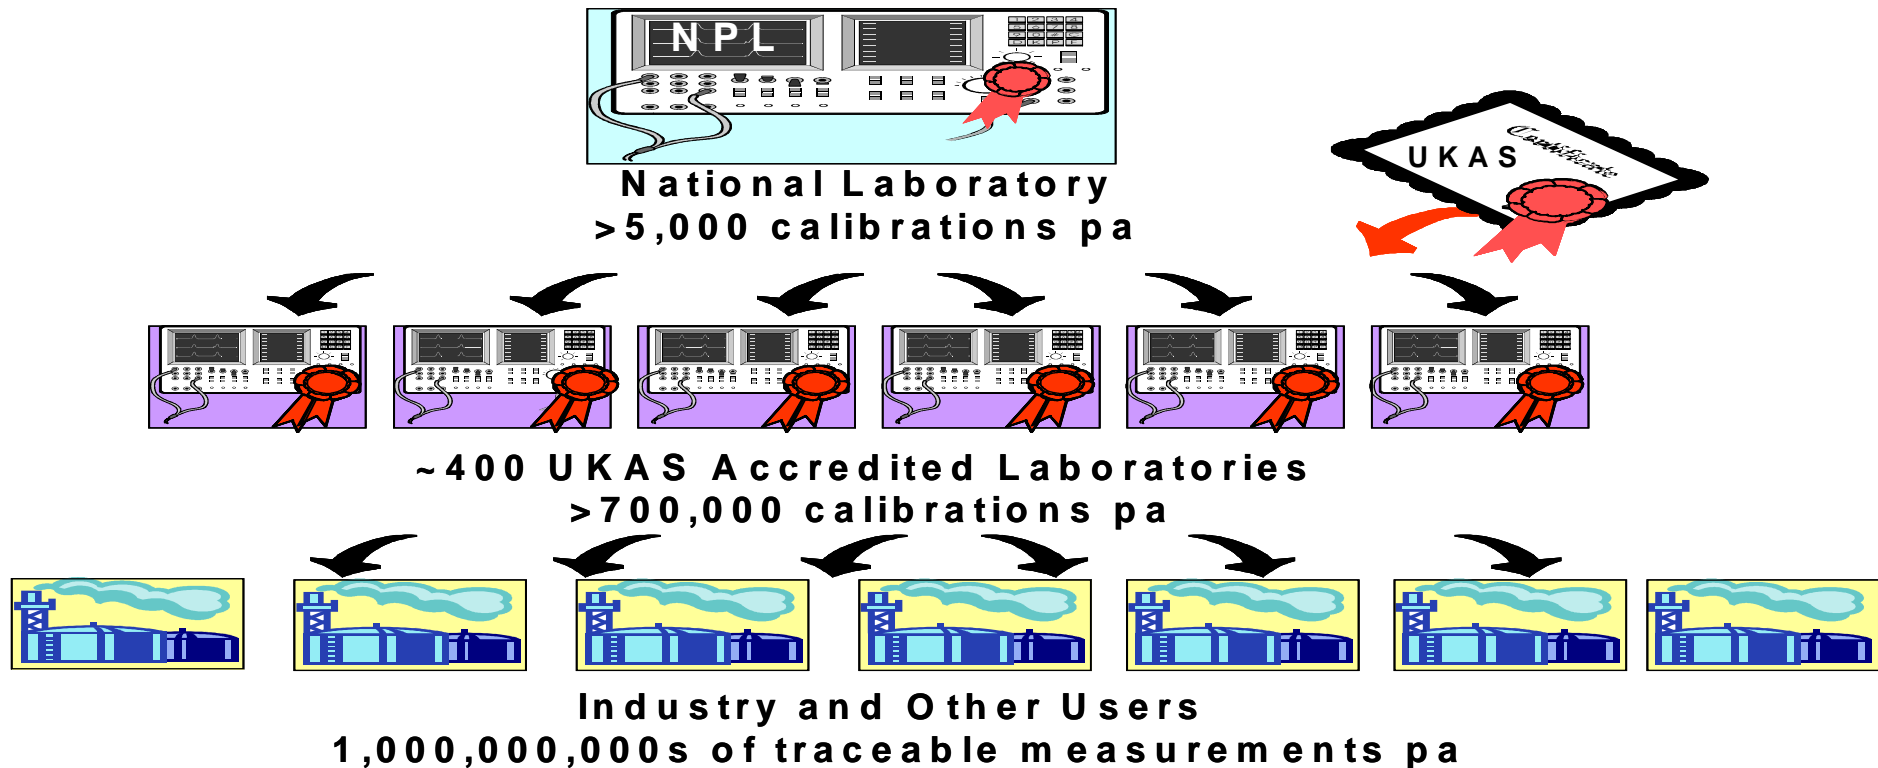 NPL
National Laboratory
>5,000 calibrations pa
UKAS
Certificate
~400 UKAS Accredited Laboratories
>700,000 calibrations pa
Industry and Other Users
1,000,000,000s of traceable measurements pa